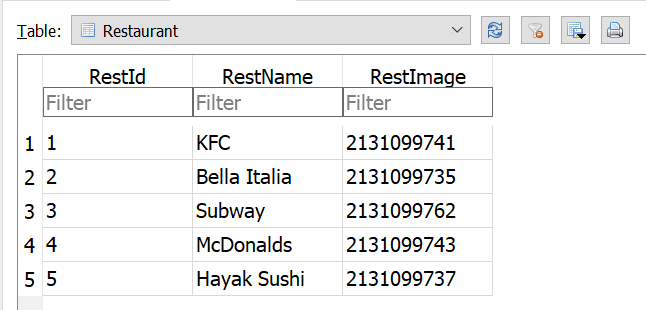 Table: Restaurant
RestId RestName RestImage
Filter Filter Filter
1 1 KFC 2131099741
2 2 Bella Italia 2131099735
3 3 Subway 2131099762
4 4 McDonalds 2131099743
5 5 Hayak Sushi 2131099737